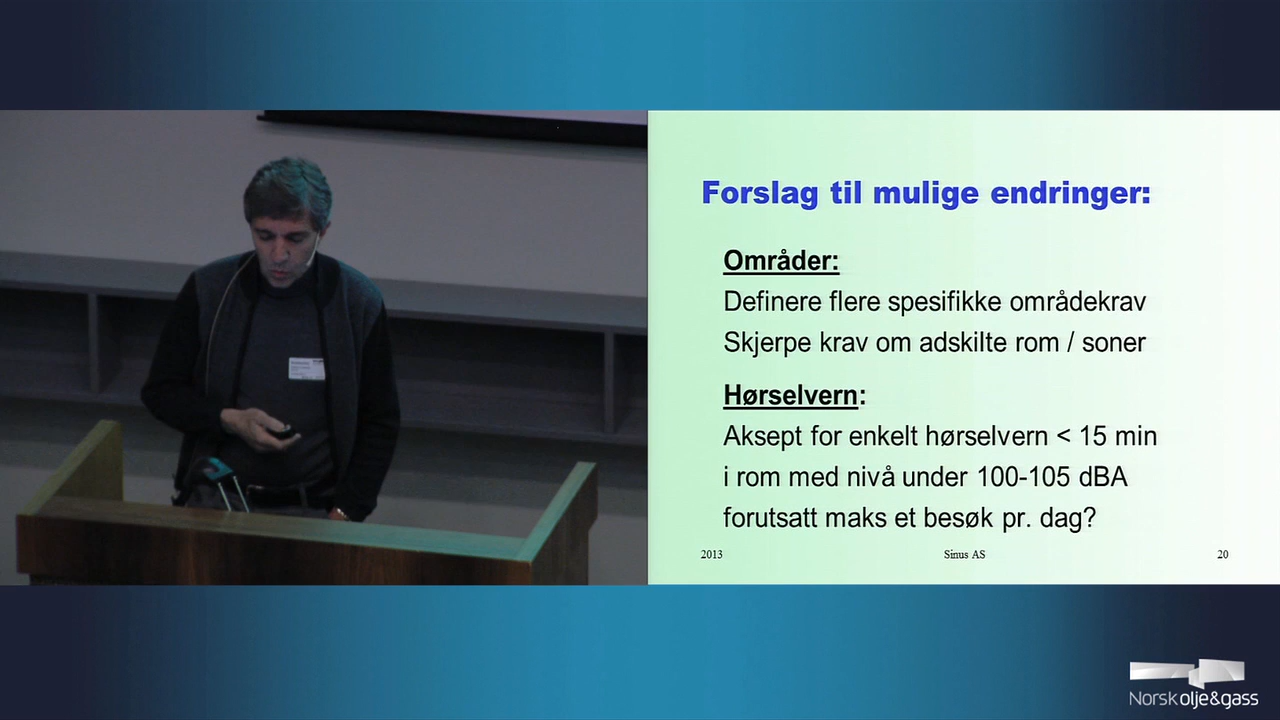 Forslag til mulige endringer:
Områder:
Definere flere spesifikke områdekrav
Skjerpe krav om adskilte rom / soner
Hørselvern:
Aksept for enkelt hørselvern < 15 min
i rom med nivå under 100-105 dBA
forutsatt maks et besøk pr. dag?
2013 Sinus AS 20
Norsk olje&gass